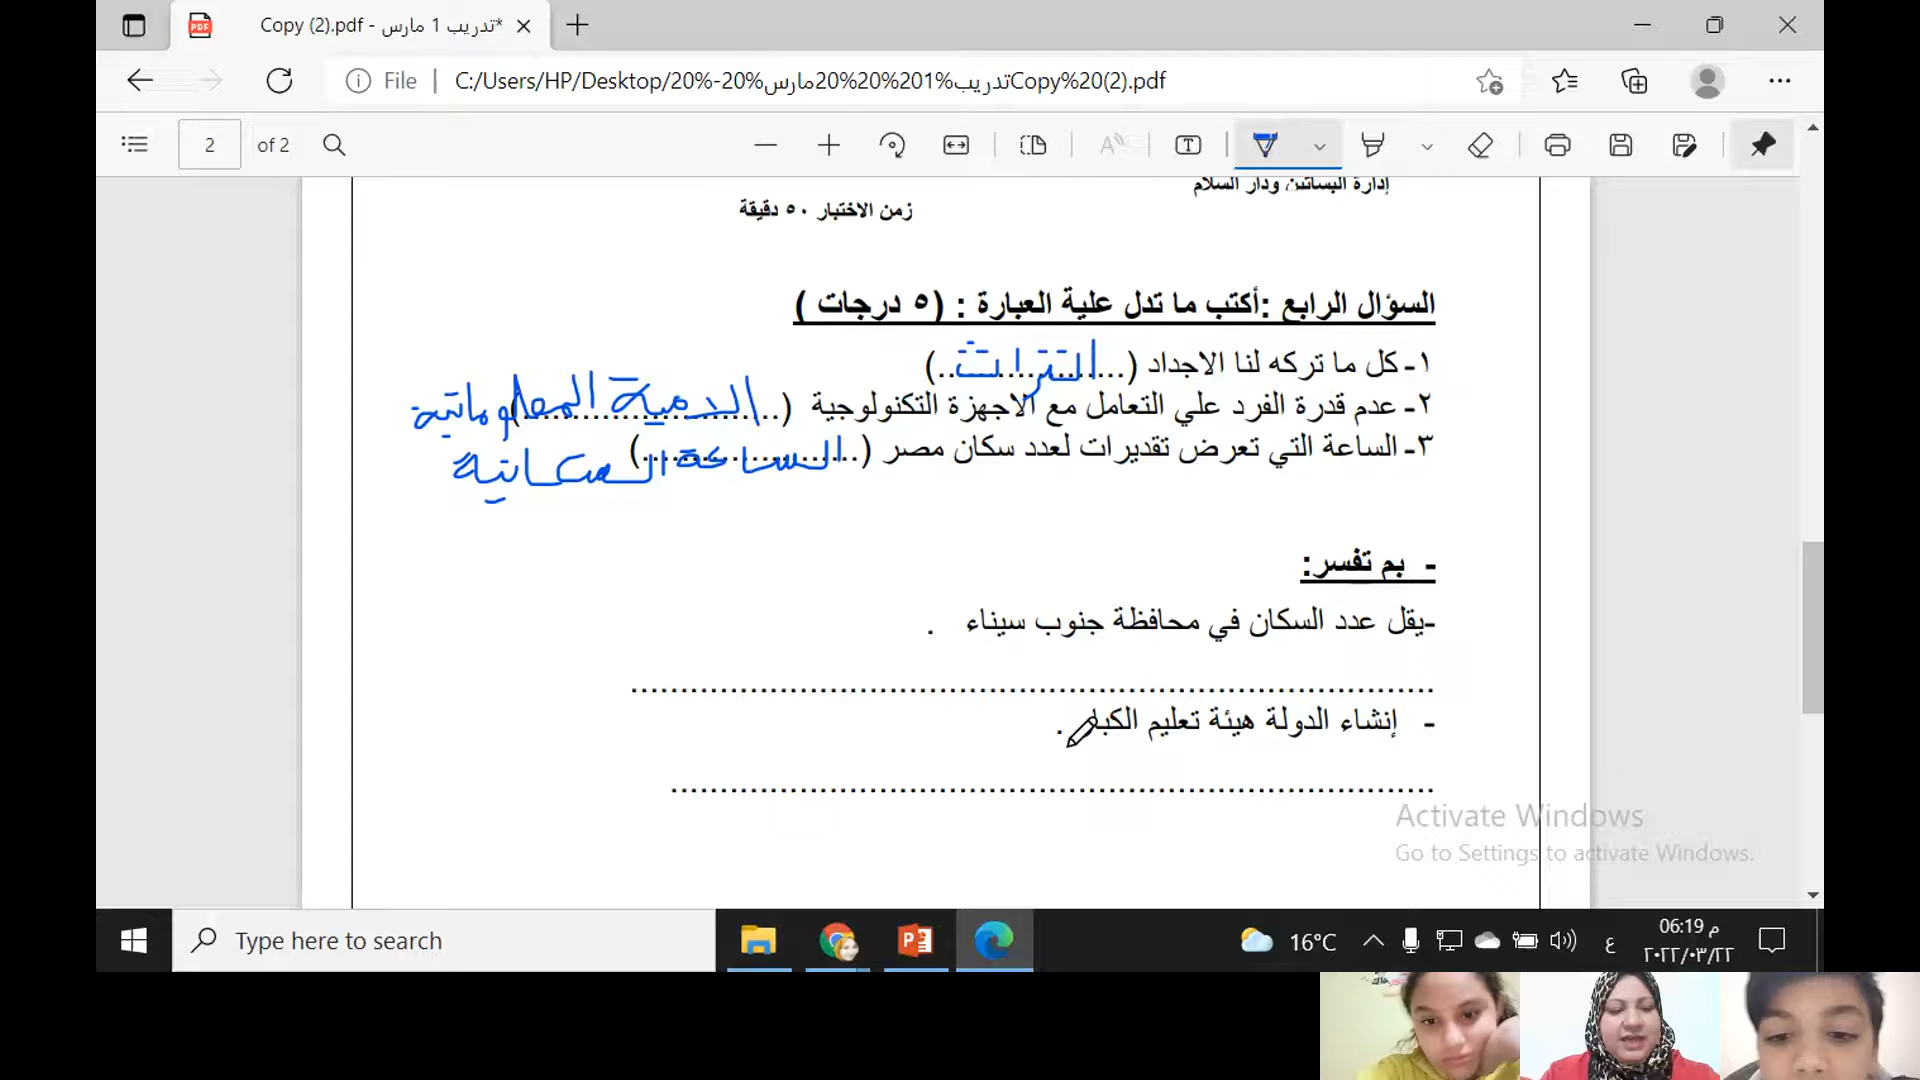 Copy (2).pdf - تدريب 1 مارس*
File
C:/Users/HP/Desktop/20%-20%مارس20%20%201%تدريبCopy%20(2).pdf
2 of 2
إدارة البساتين ودار السلام
زمن الاختبار ٥٠ دقيقة
السؤال الرابع :أكتب ما تدل علية العبارة : (٥ درجات )
١- كل ما تركه لنا الاجداد (....................) التراث
٢- عدم قدرة الفرد علي التعامل مع الاجهزة التكنولوجية (....................) الامية المعلوماتية
٣- الساعة التي تعرض تقديرات لعدد سكان مصر (....................) الساعة السكانية
- بم تفسر:
-يقل عدد السكان في محافظة جنوب سيناء .
................................................................................
- إنشاء الدولة هيئة تعليم الكبار .
................................................................................
Activate Windows
Go to Settings to activate Windows.
Type here to search
16°C
ع
06:19 م
٢٠٢٢/٠٣/٢٢